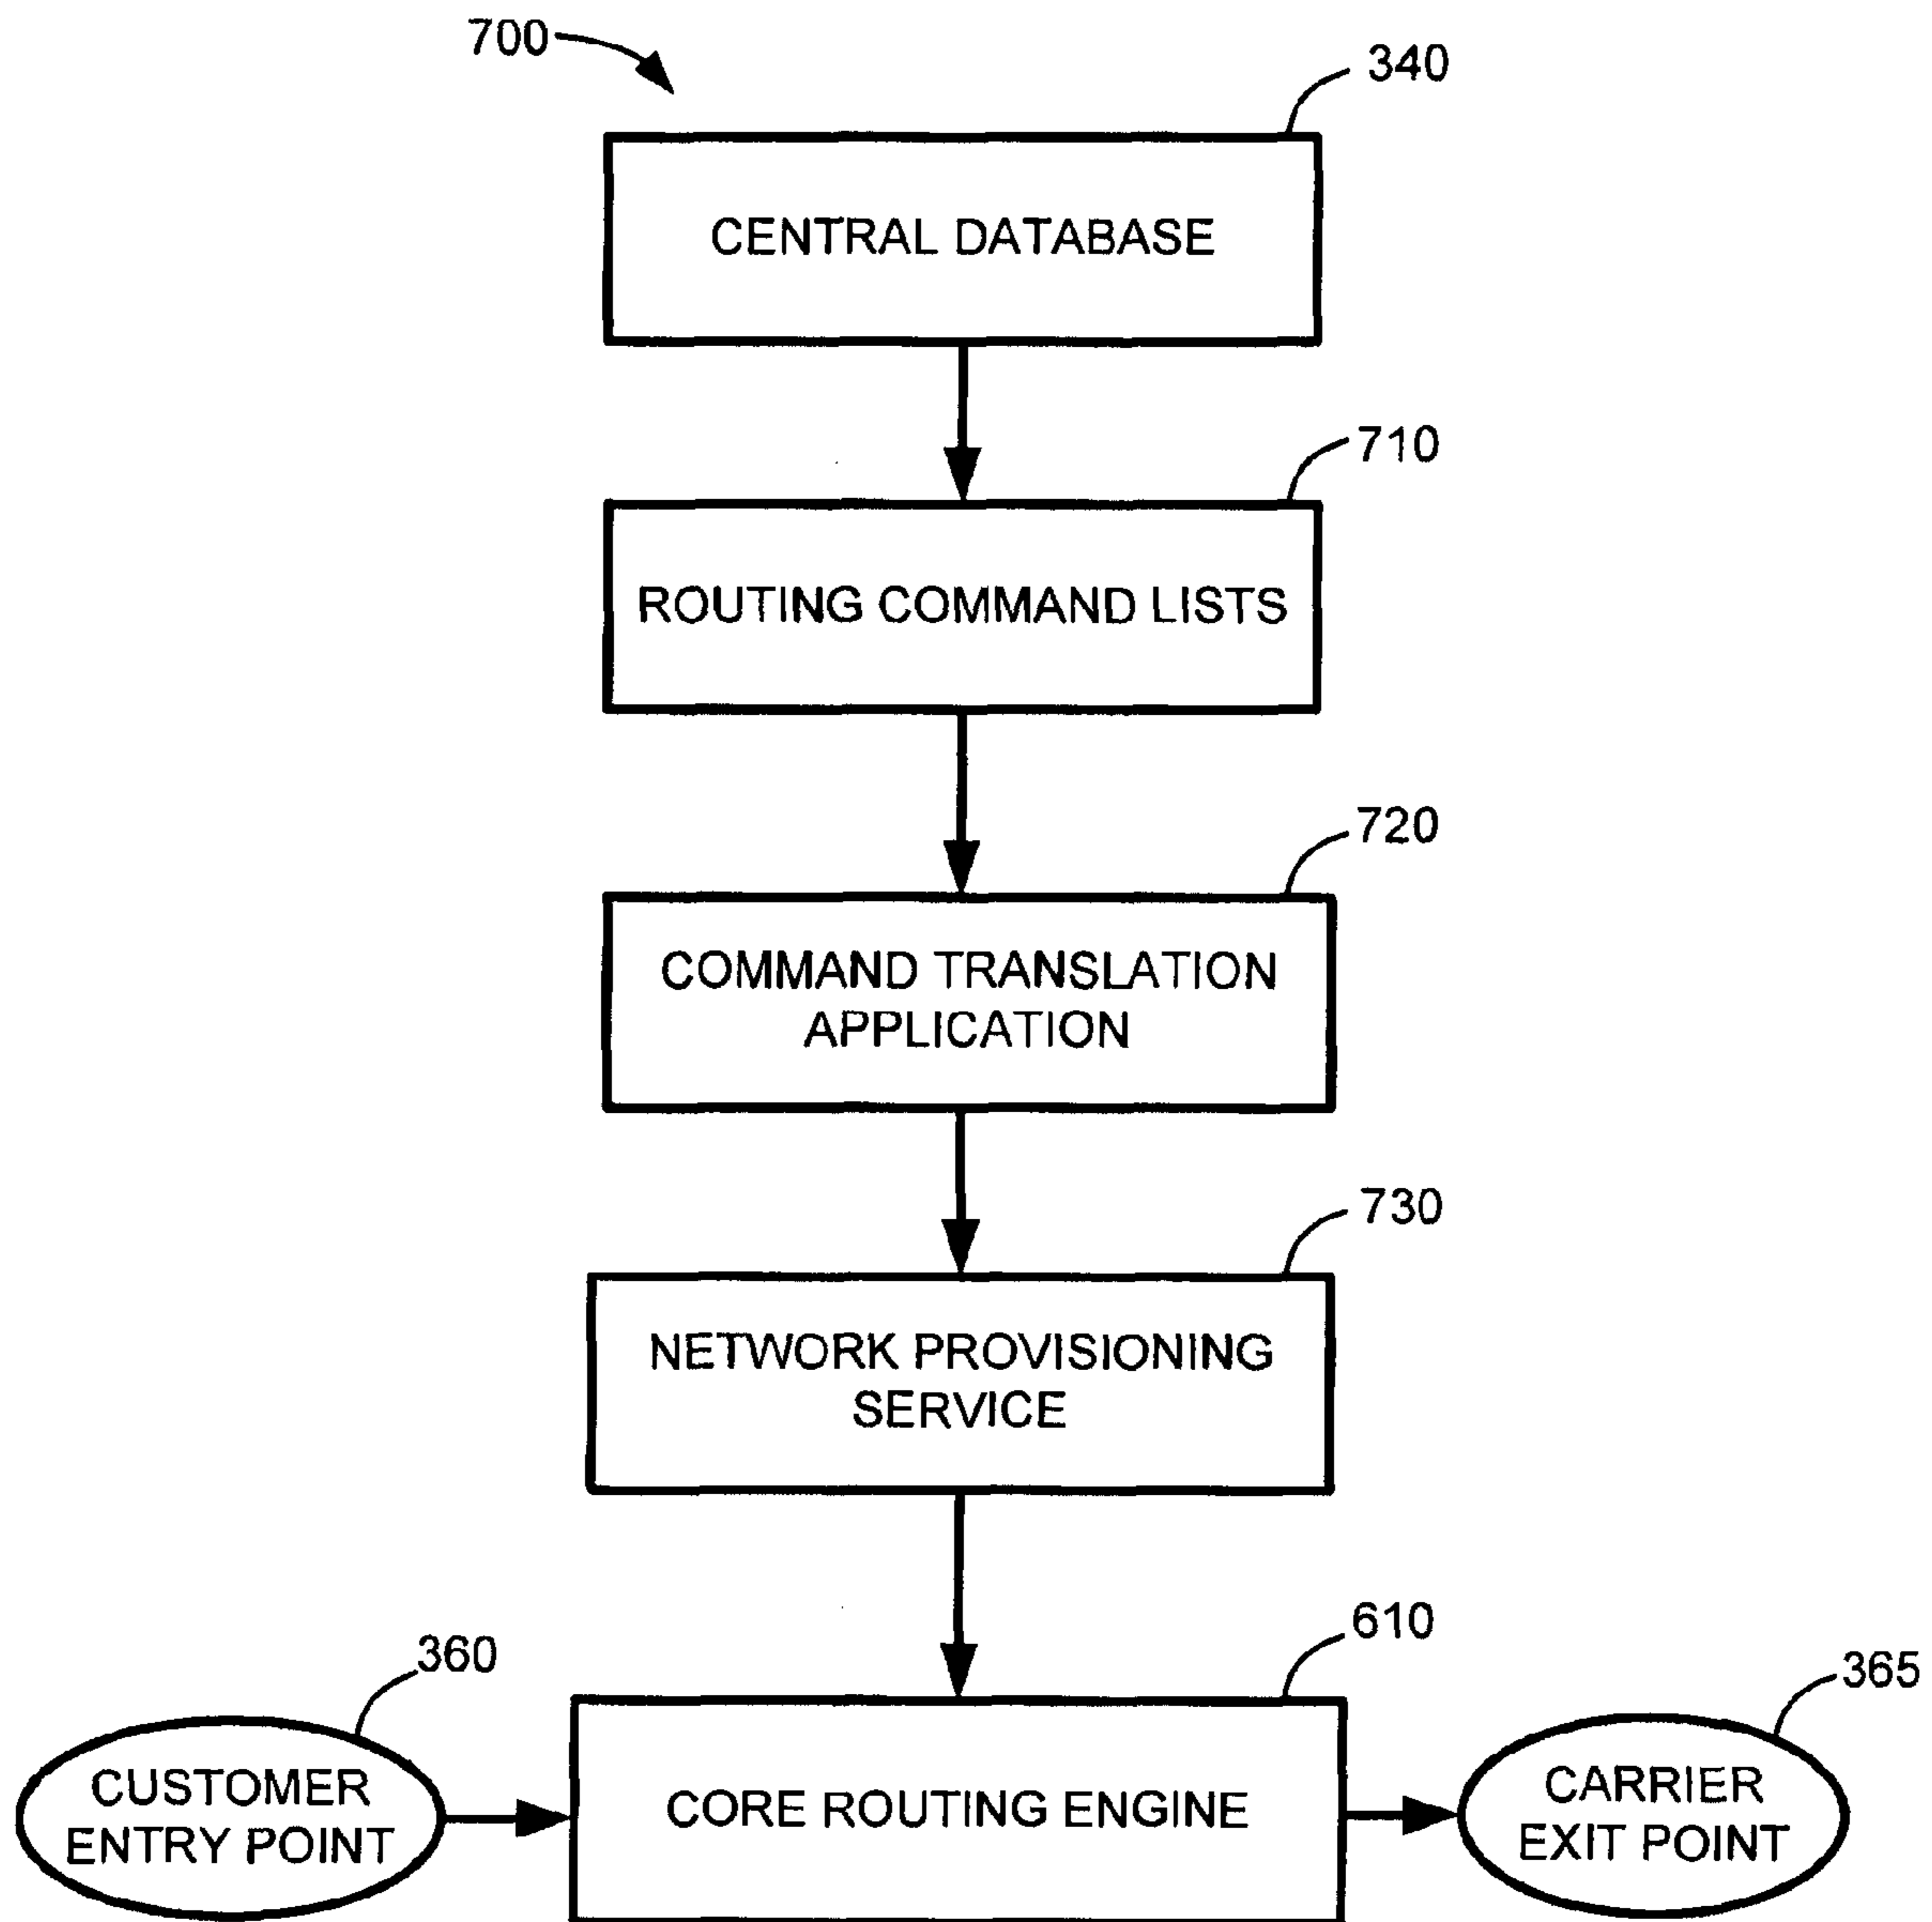 700
340
CENTRAL DATABASE
710
ROUTING COMMAND LISTS
720
COMMAND TRANSLATION
APPLICATION
730
NETWORK PROVISIONING
SERVICE
610
360
365
CUSTOMER
ENTRY POINT
CORE ROUTING ENGINE
CARRIER
EXIT POINT